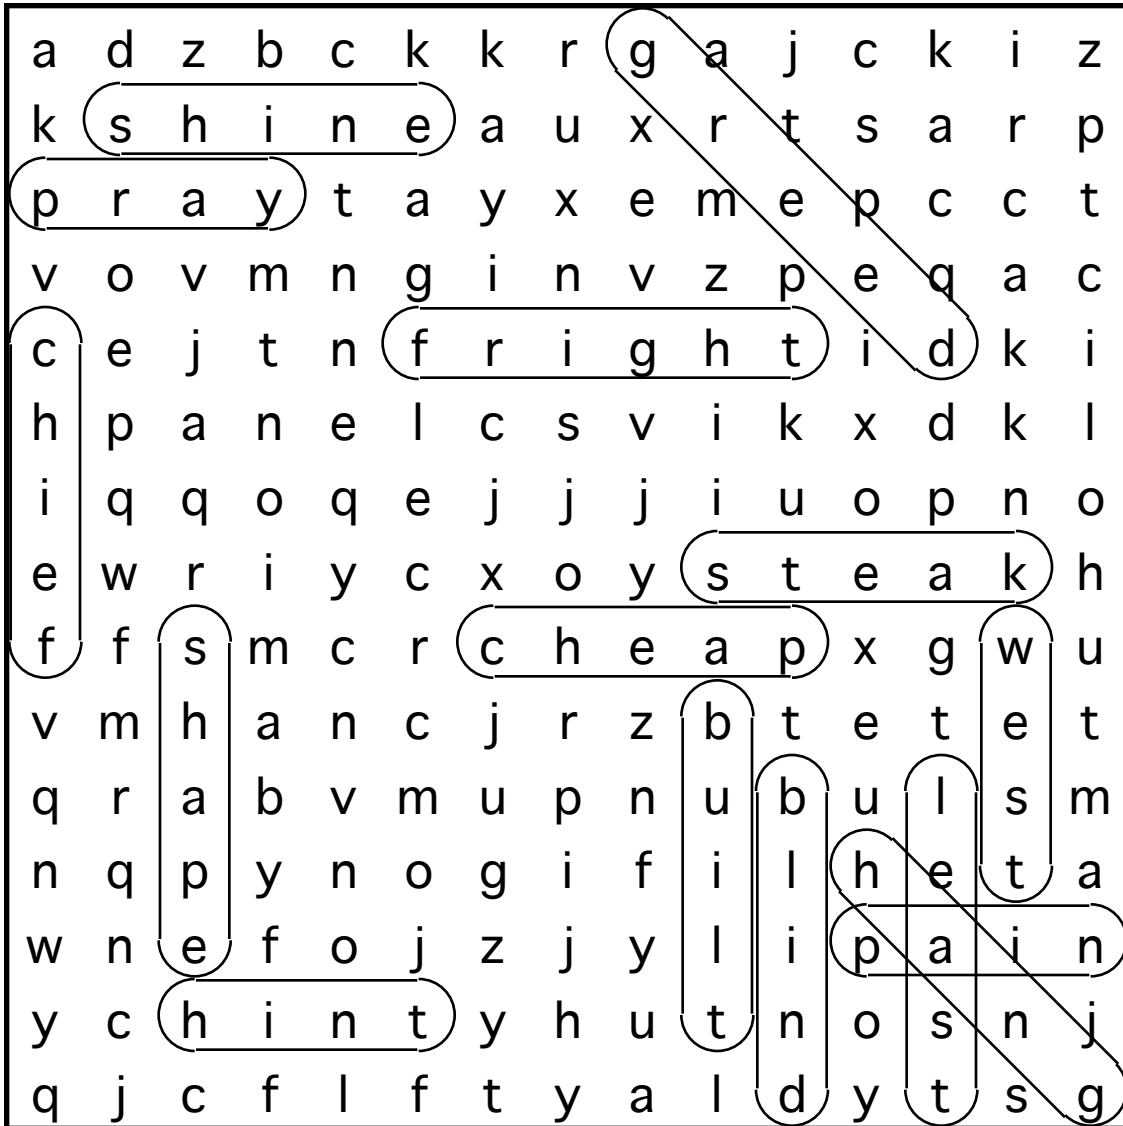 a d z b c k k r g a j c k i z
k s h i n e a u x r t s a r p
p r a y t a y x e m e p c c t
v o v m n g i n v z p e q a c
c e j t n f r i g h t i d k i
h p a n e l c s v i k x d k l
i q q o q e j j j i u o p n o
e w r i y c x o y s t e a k h
f f s m c r c h e a p x g w u
v m h a n c j r z b t e t e t
q r a b v m u p n u b u l s m
n q p y n o g i f i l h e t a
w n e f o j z j y l i p a i n
y c h i n t y h u t n o s n j
q j c f l f t y a l d y t s g